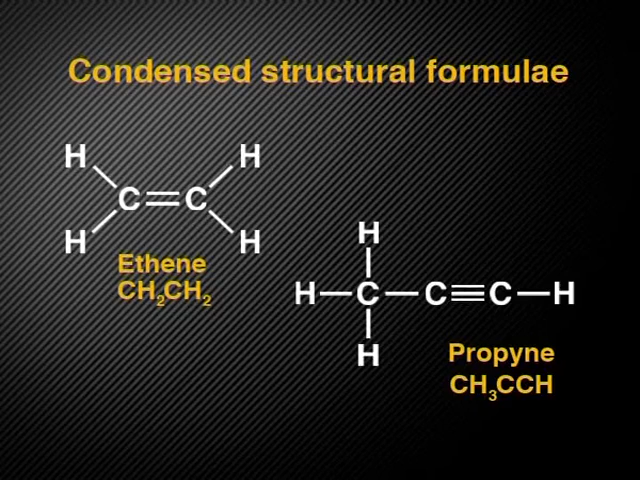 Condensed structural formulae
H H
C=C
H H
Ethene
CH₂CH₂
H
H—C—C≡C—H
H
Propyne
CH₃CCH